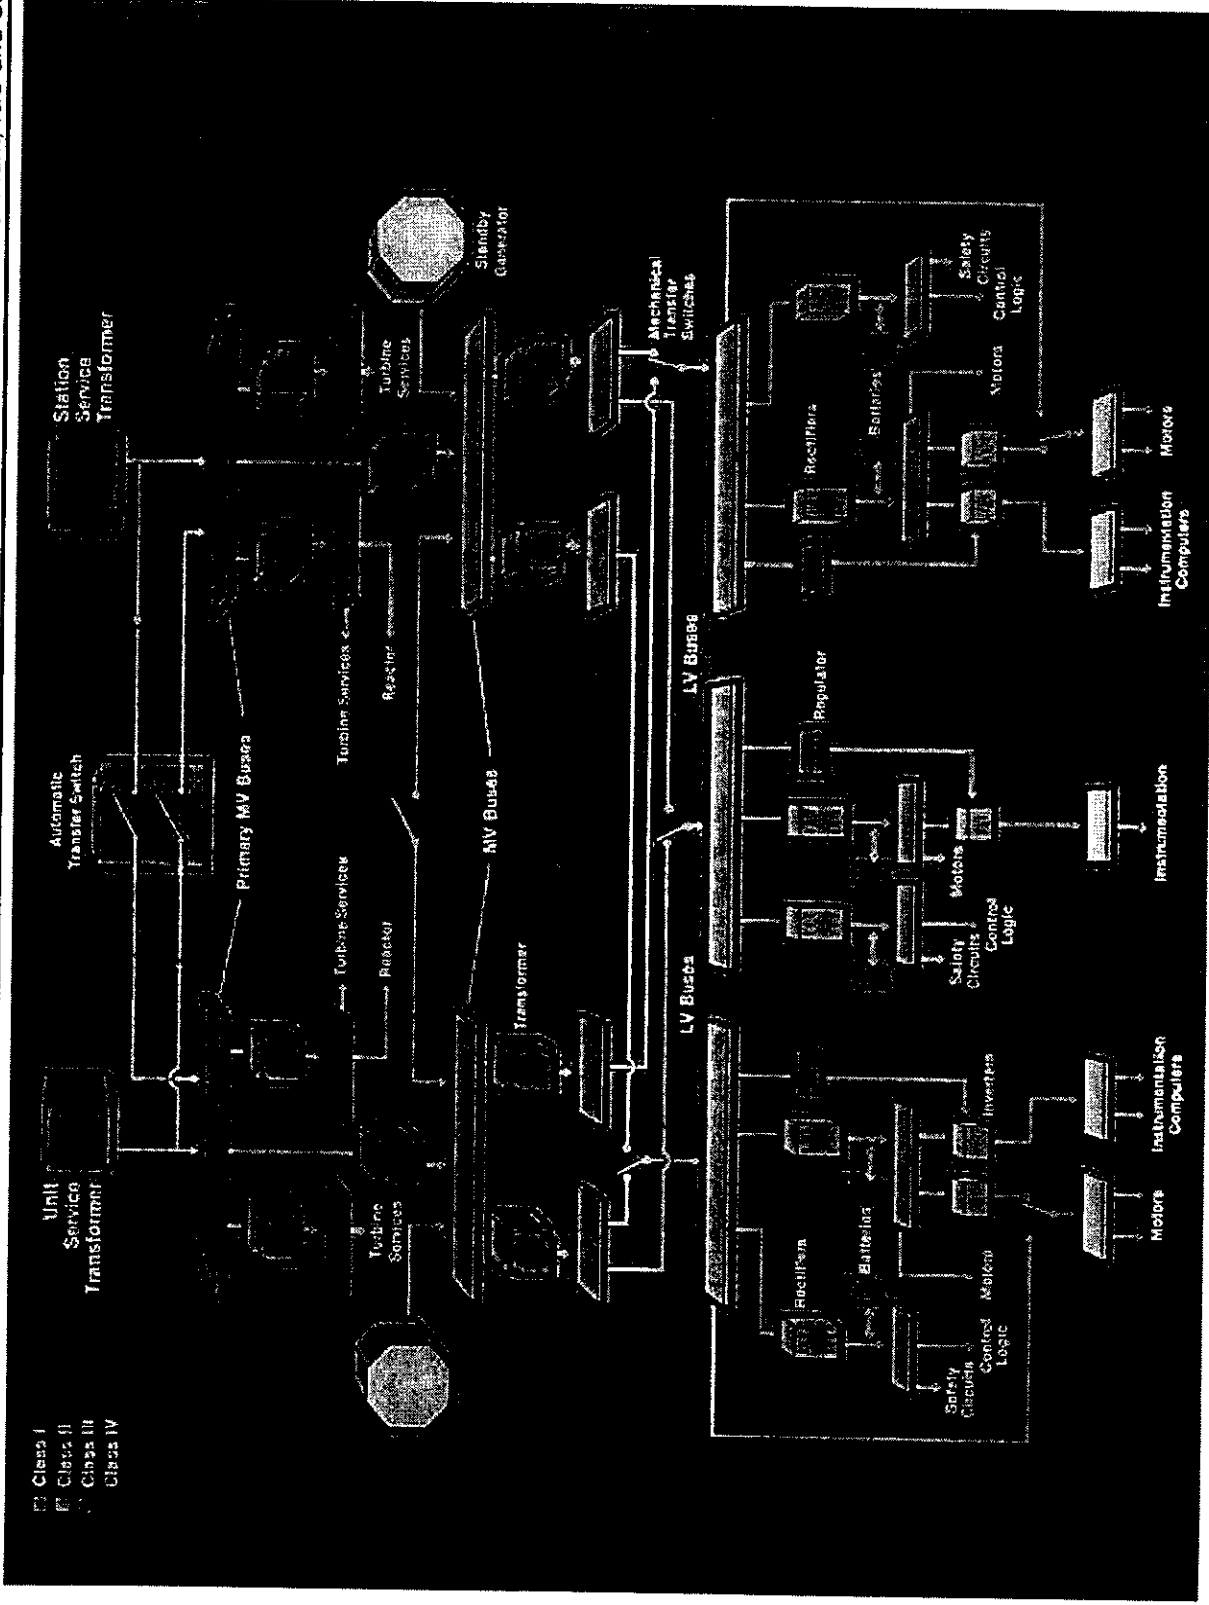 Class I
Class II
Class III
Class IV
Unit
Service
Transformer
Automatic
Transfer Switch
Station
Service
Transformer
Primary MV Buses
Turbine
Services
Turbine Services
Reactor
Turbine Services
Reactor
Turbine
Services
Standby
Generator
MV Buses
Transformer
Mechanical
Transfer
Switches
LV Buses
LV Buses
Rectifiers
Batteries
Inverters
Safety
Circuits
Control
Logic
Motors
Motors
Instrumentation
Computers
Regulator
Safety
Circuits
Control
Logic
Motors
Instrumentation
Rectifiers
Batteries
Motors
Safety
Circuits
Control
Logic
Instrumentation
Computers
Motors